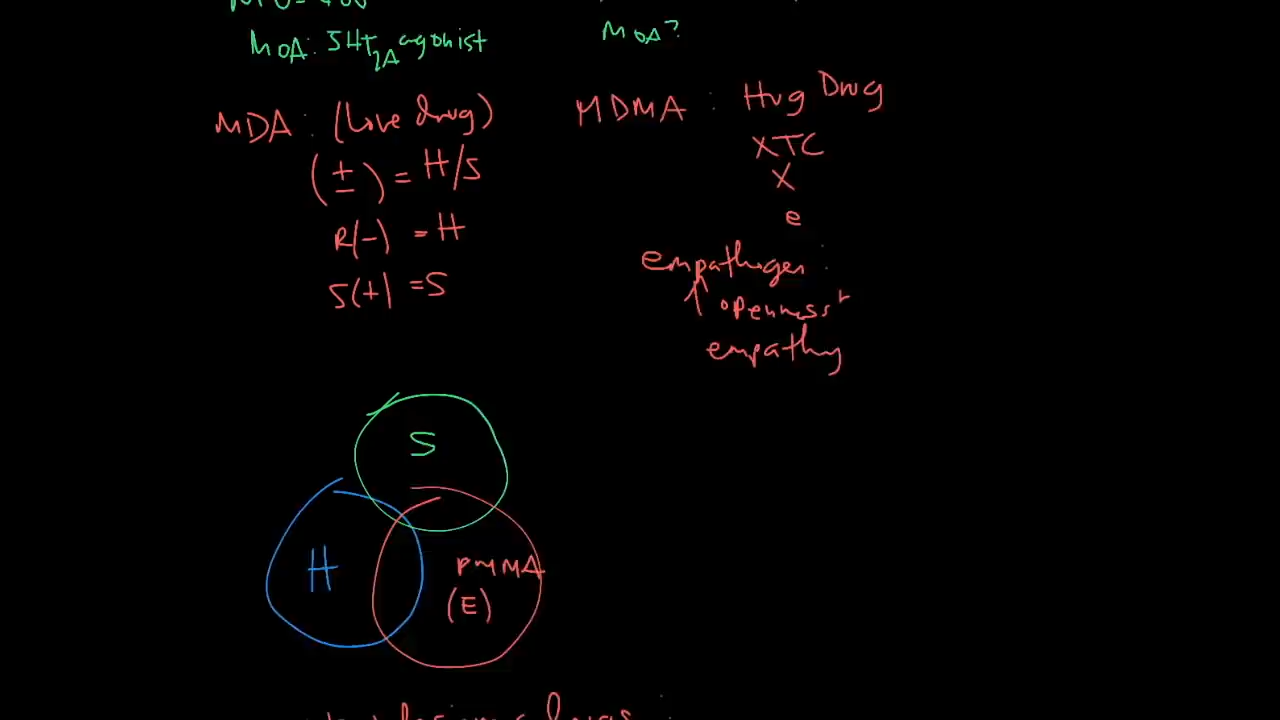 MOA: 5HT2A agonist
MOA?
MDA: (Love drug)
(±) = H/S
R(-) = H
S(+) = S
MDMA: Hug Drug
XTC
X
e
empathogen:
↑ openness +
empathy
S
H
PMMA
(E)